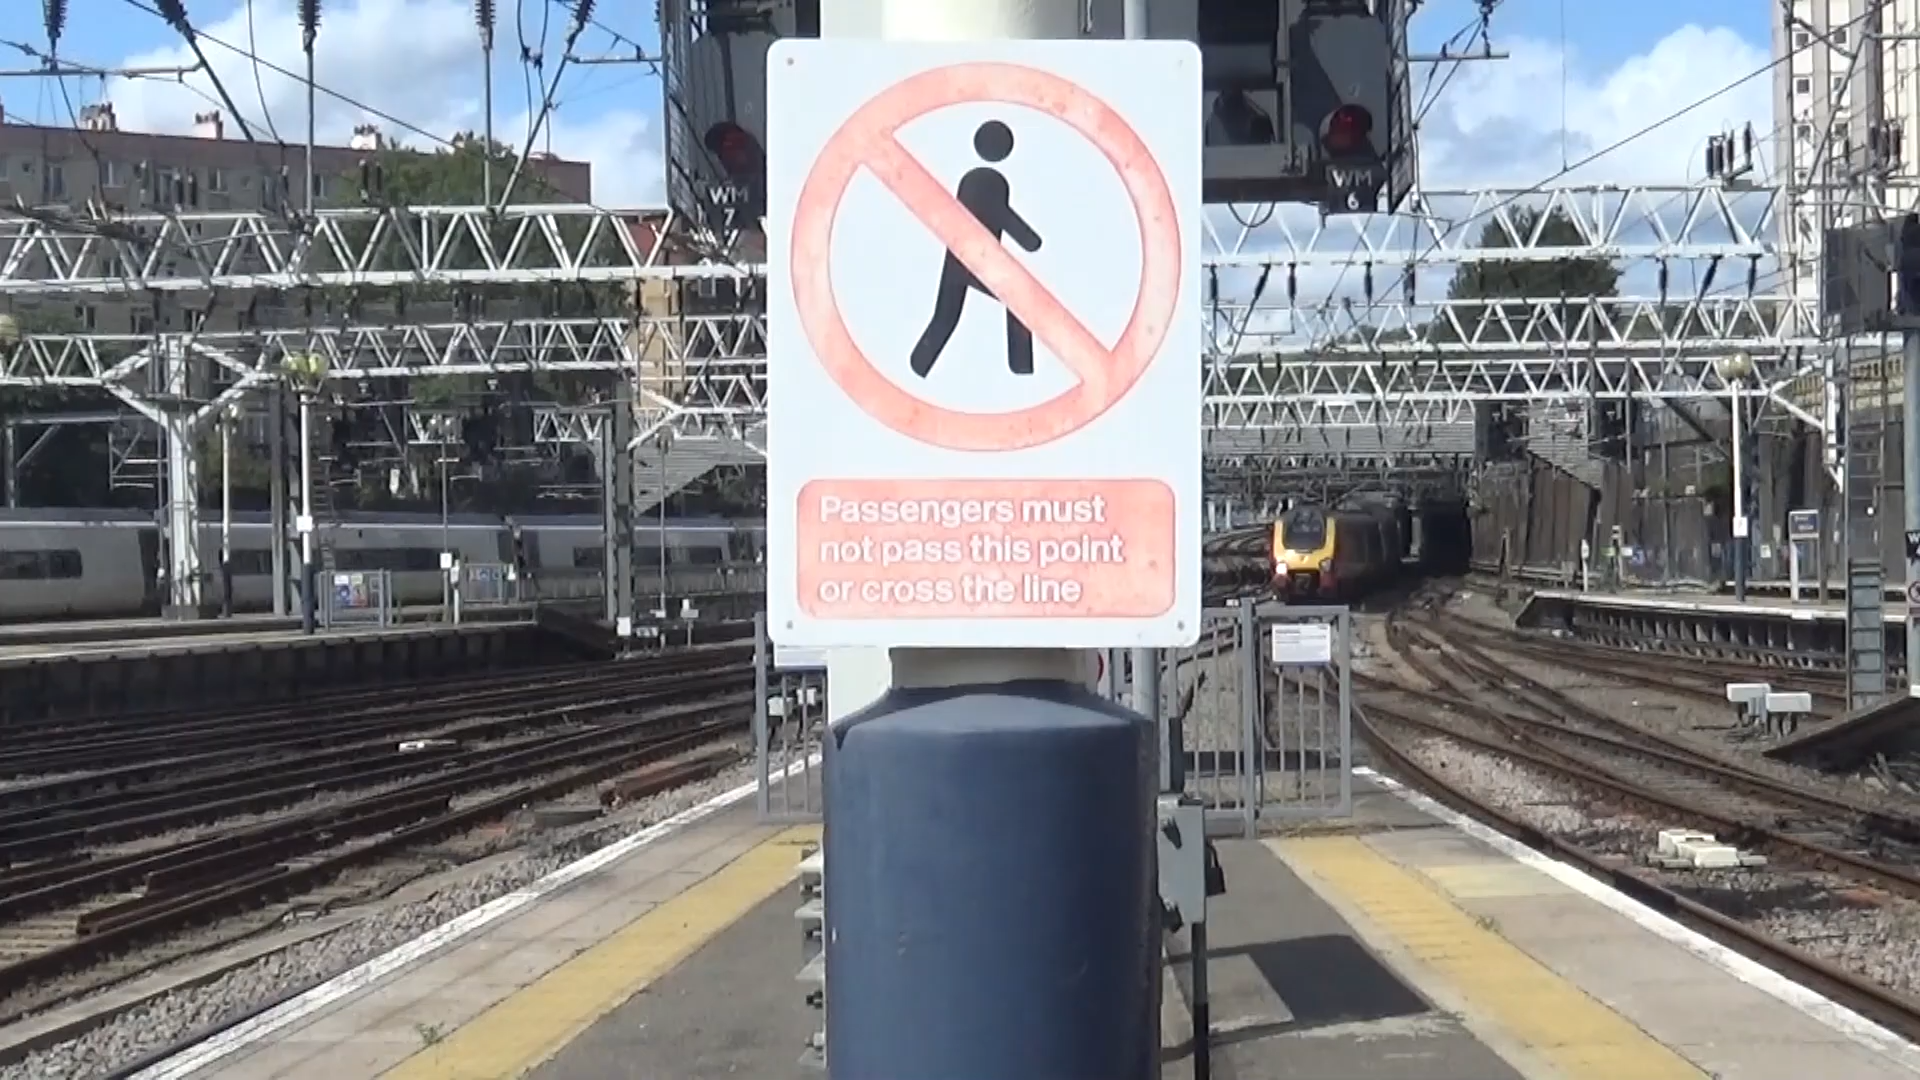 WM
7
WM
6
Passengers must
not pass this point
or cross the line